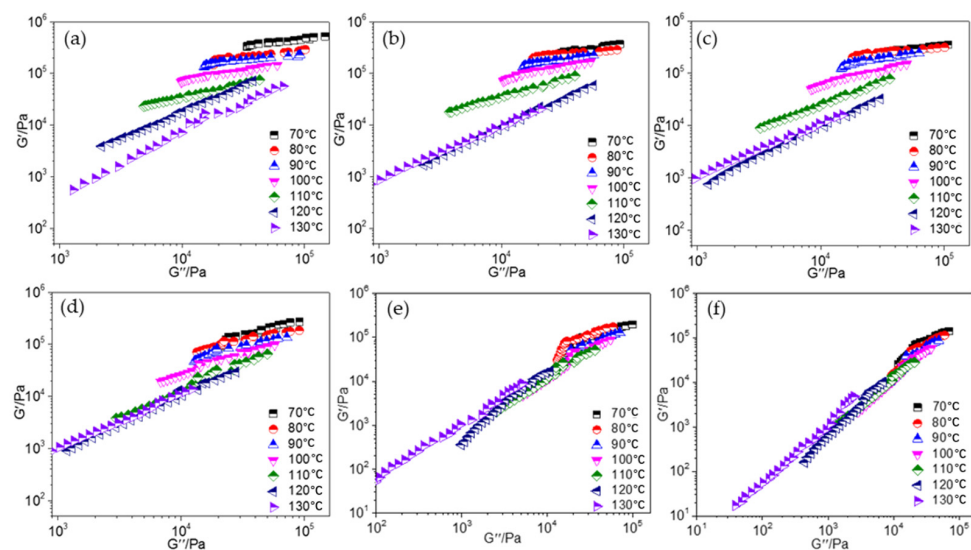 (a)
10⁶
10⁵
10⁴
10³
10²
G'/Pa
70°C
80°C
90°C
100°C
110°C
120°C
130°C
10³
10⁴
10⁵
G''/Pa
(b)
10⁶
10⁵
10⁴
10³
10²
G'/Pa
70°C
80°C
90°C
100°C
110°C
120°C
130°C
10³
10⁴
10⁵
G''/Pa
(c)
10⁶
10⁵
10⁴
10³
10²
G'/Pa
70°C
80°C
90°C
100°C
110°C
120°C
130°C
10³
10⁴
10⁵
G''/Pa
(d)
10⁶
10⁵
10⁴
10³
10²
G'/Pa
70°C
80°C
90°C
100°C
110°C
120°C
130°C
10³
10⁴
10⁵
G''/Pa
(e)
10⁶
10⁵
10⁴
10³
10²
10¹
G'/Pa
70°C
80°C
90°C
100°C
110°C
120°C
130°C
10²
10³
10⁴
10⁵
G''/Pa
(f)
10⁶
10⁵
10⁴
10³
10²
10¹
G'/Pa
70°C
80°C
90°C
100°C
110°C
120°C
130°C
10¹
10²
10³
10⁴
10⁵
G''/Pa